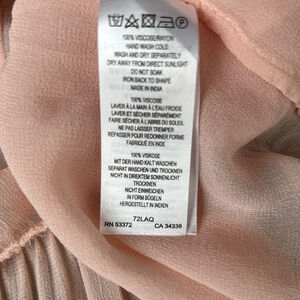 100% VISCOSE/RAYON
HAND WASH COLD
WASH AND DRY SEPARATELY
DRY AWAY FROM DIRECT SUNLIGHT
DO NOT SOAK
IRON BACK TO SHAPE
MADE IN INDIA
100% VISCOSE
LAVER À LA MAIN À L'EAU FROIDE
LAVER ET SÉCHER SÉPARÉMENT
FAIRE SÉCHER À L'ABRIS DU SOLEIL
NE PAS LAISSER TREMPER
REPASSER POUR REDONNER FORME
FABRIQUÉ EN INDE
100% VISKOSE
MIT DER HAND KALT WASCHEN
SEPARAT WASCHEN UND TROCKNEN
NICHT IN DIREKTEM SONNENLICHT
TROCKNEN
NICHT EINWEICHEN
IN FORM BÜGELN
HERGESTELLT IN INDIEN
72LAQ
RN 53372 CA 34338